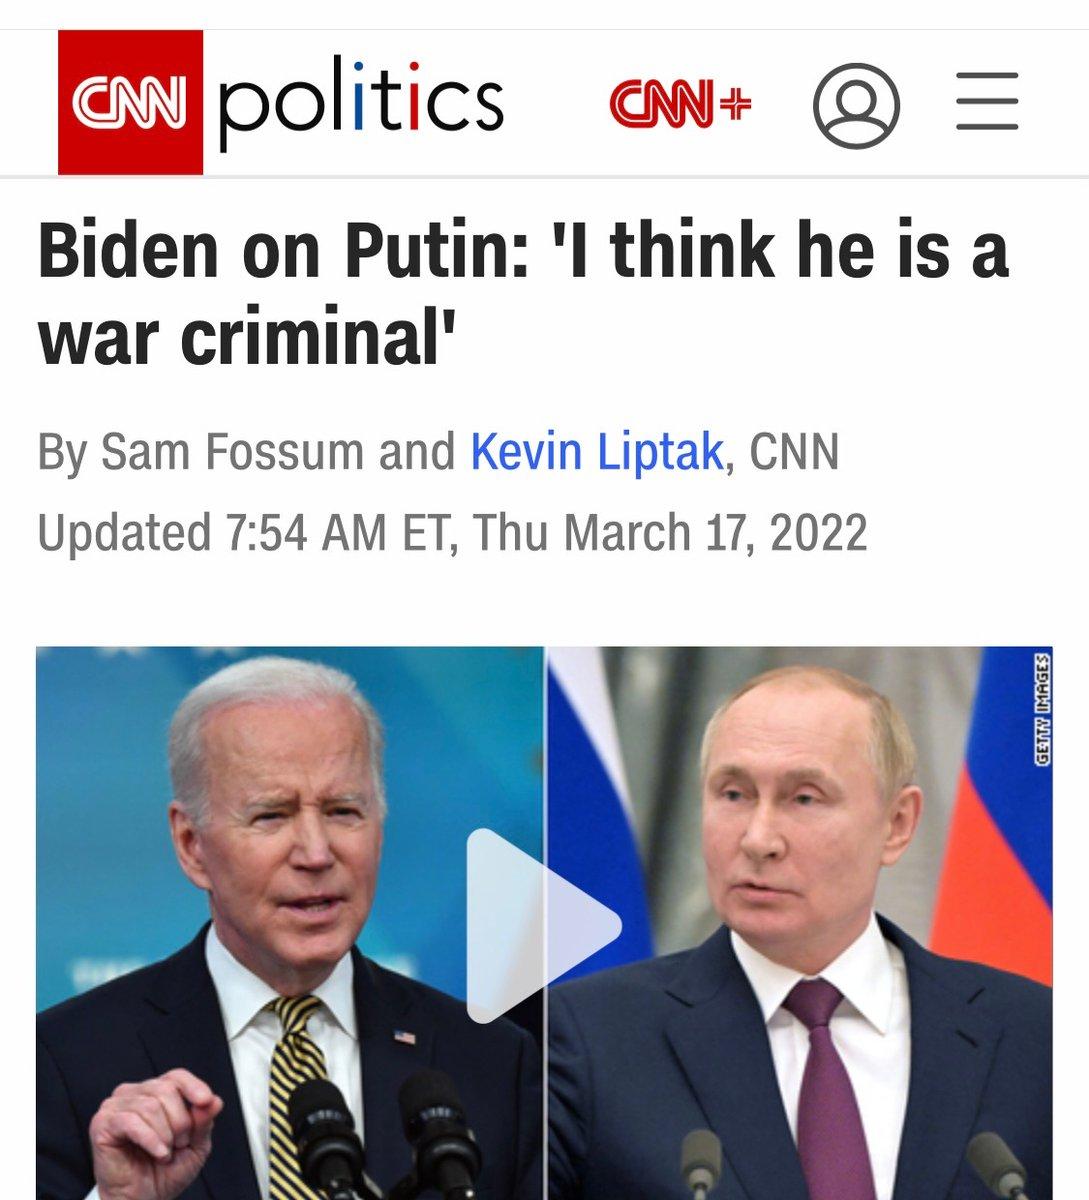 CNN politics CNN+
Biden on Putin: 'I think he is a
war criminal'
By Sam Fossum and Kevin Liptak, CNN
Updated 7:54 AM ET, Thu March 17, 2022
GETTY IMAGES